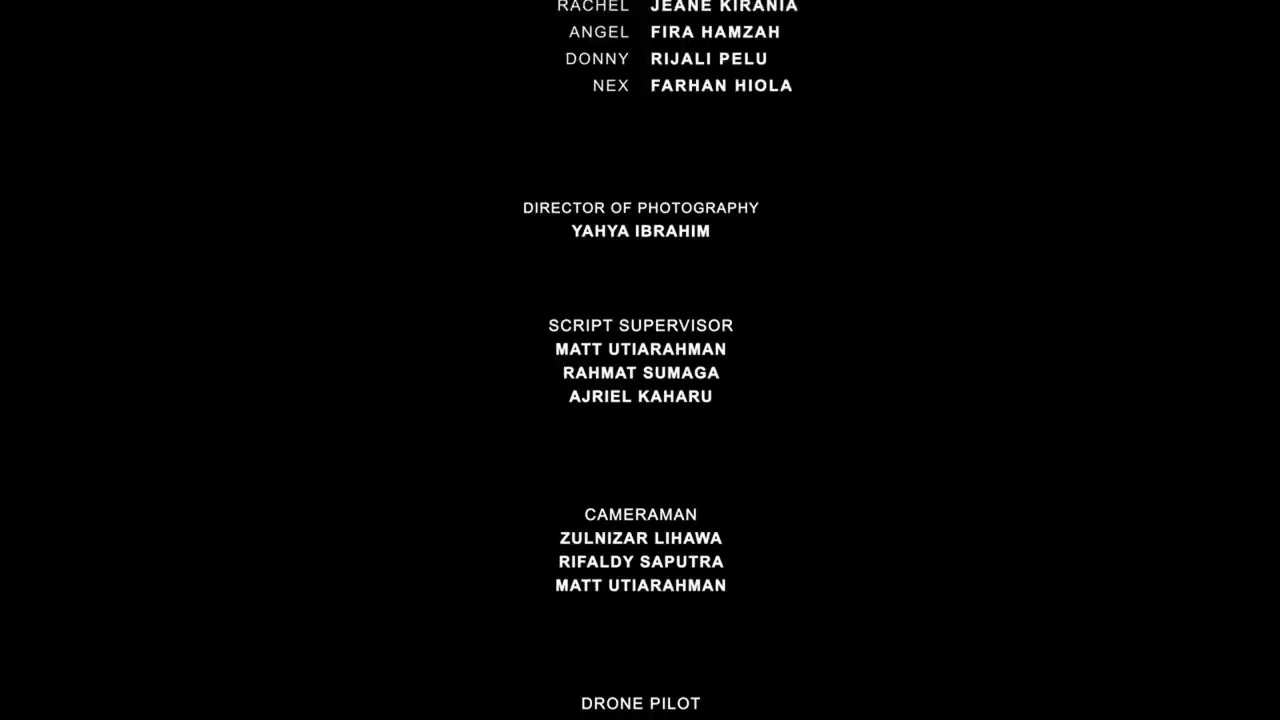 RACHEL JEANE KIRANIA
ANGEL FIRA HAMZAH
DONNY RIJALI PELU
NEX FARHAN HIOLA
DIRECTOR OF PHOTOGRAPHY
YAHYA IBRAHIM
SCRIPT SUPERVISOR
MATT UTIARAHMAN
RAHMAT SUMAGA
AJRIEL KAHARU
CAMERAMAN
ZULNIZAR LIHAWA
RIFALDY SAPUTRA
MATT UTIARAHMAN
DRONE PILOT